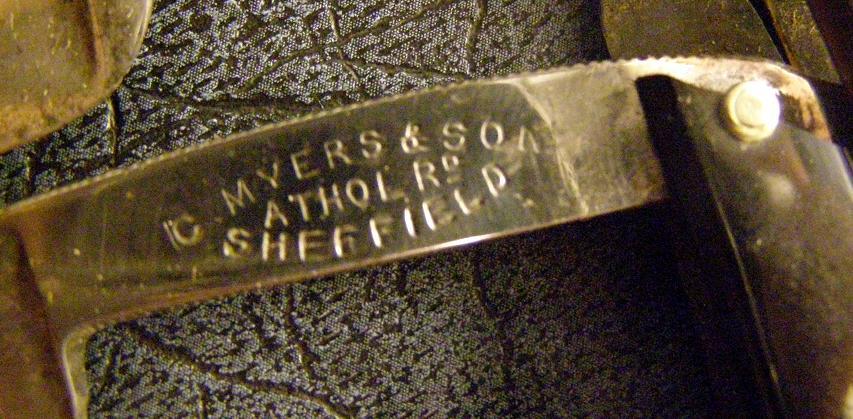 C MYERS & SON
ATHOL RD
SHEFFIELD